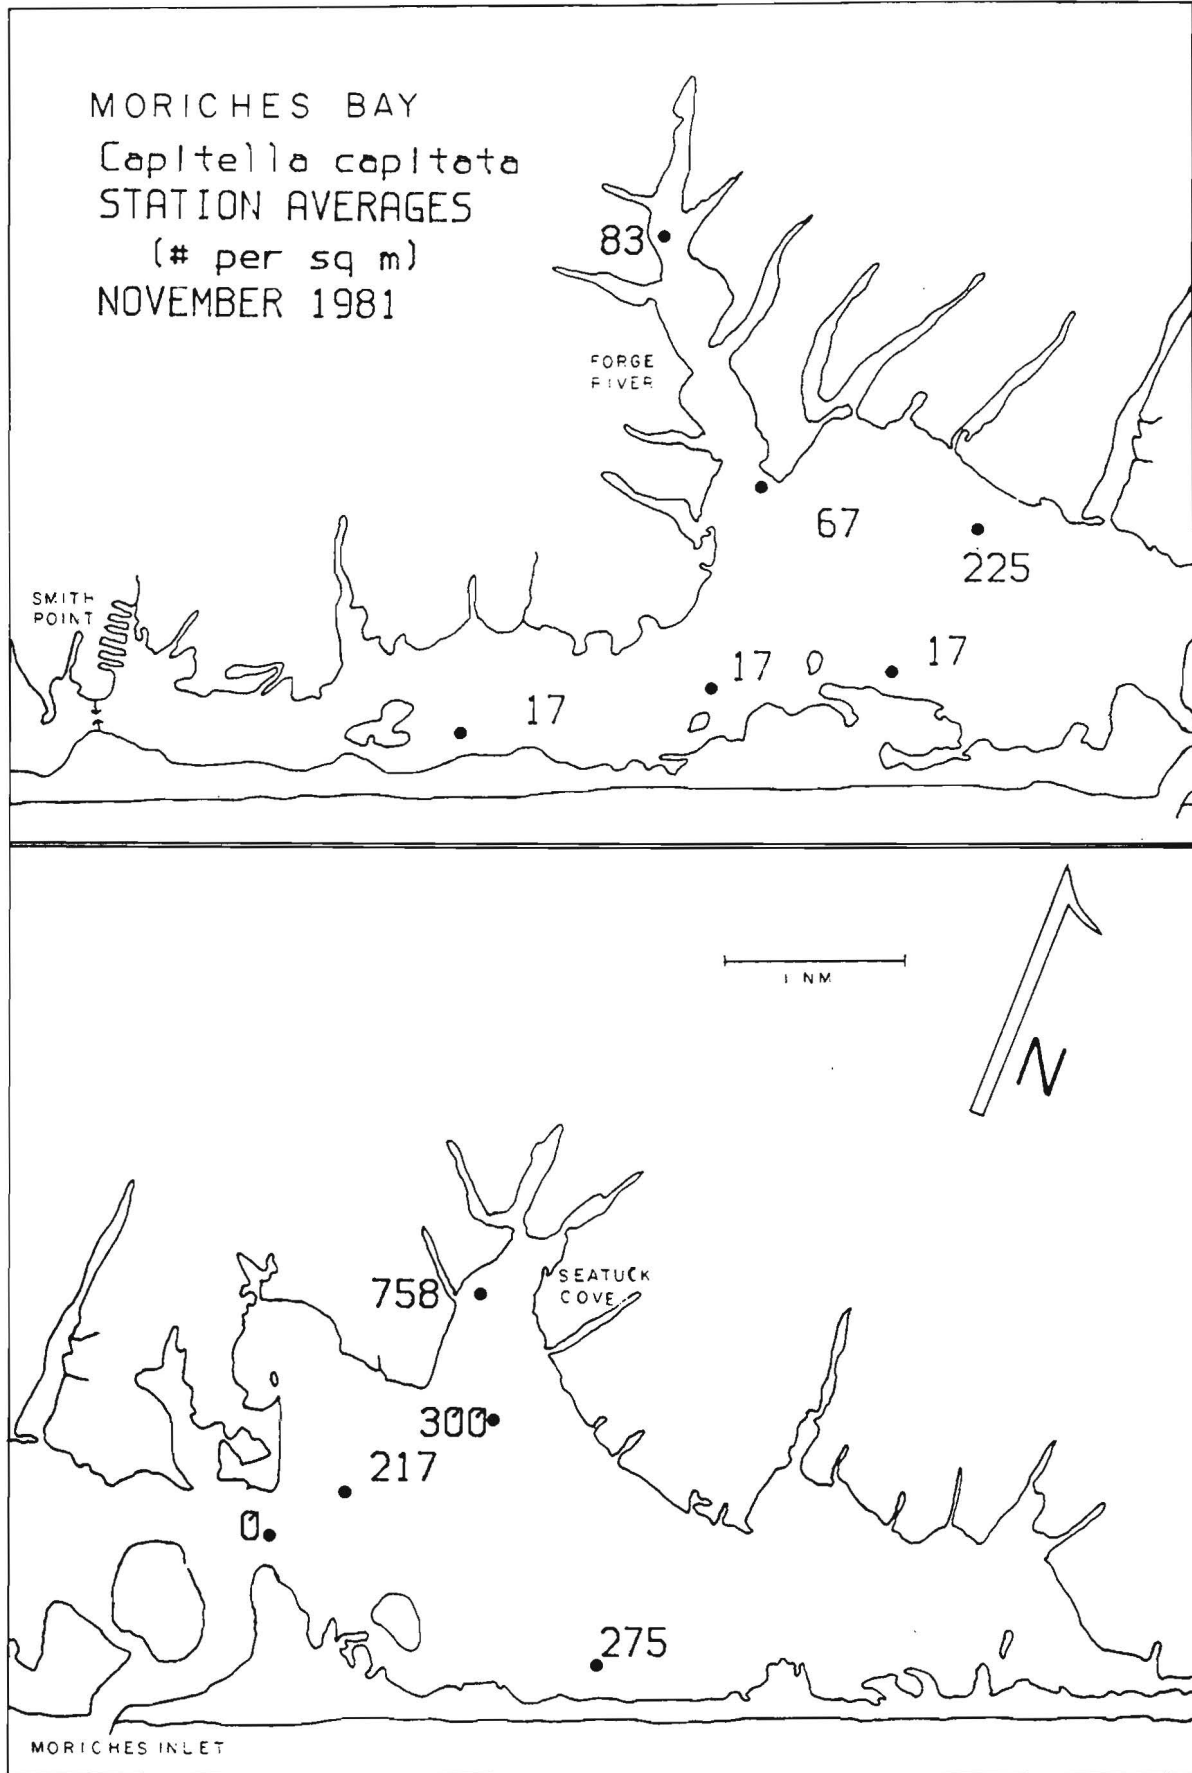 MORICHES BAY
Capitella capitata
STATION AVERAGES
(# per sq m)
NOVEMBER 1981
83
FORGE
RIVER
67
225
SMITH
POINT
17
17
17
1 NM
N
758
SEATUCK
COVE
300
217
0
275
MORICHES INLET